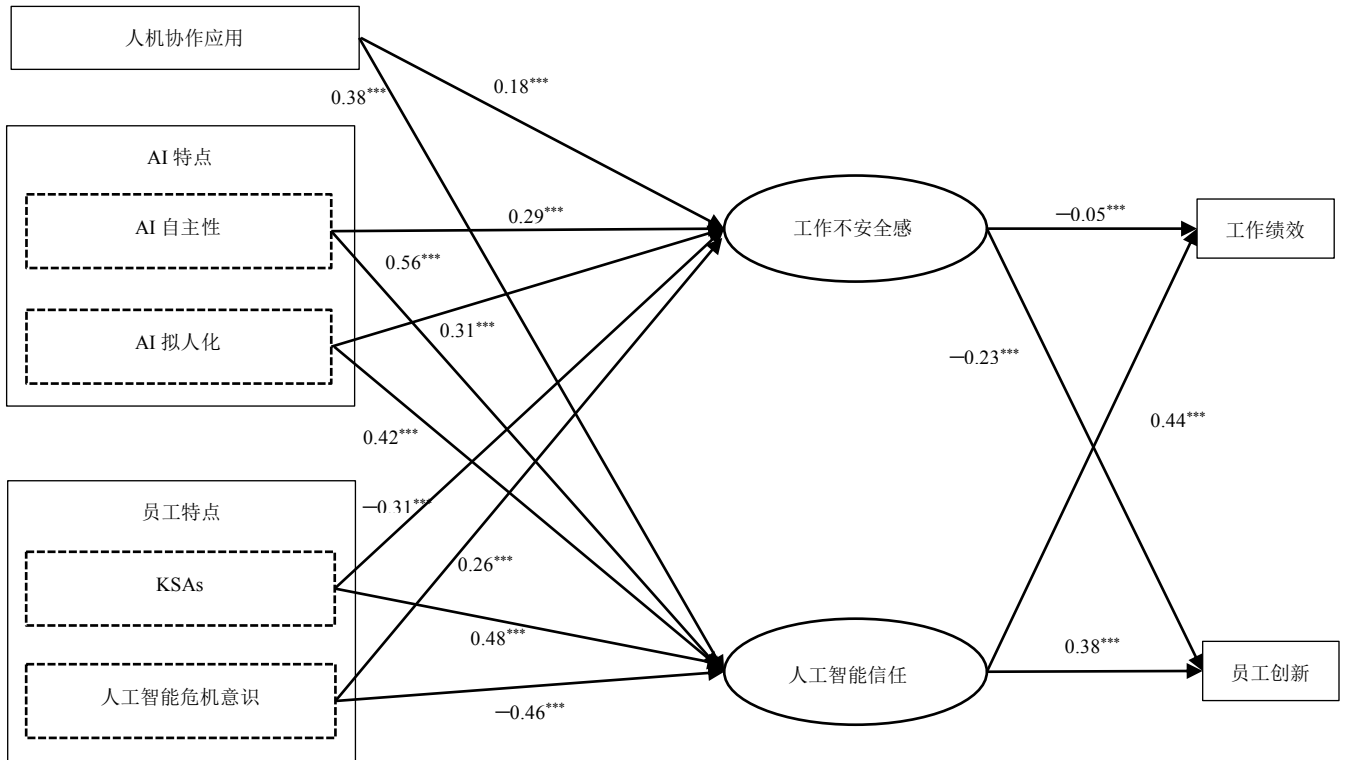 人机协作应用
0.18***
0.38***
AI 特点
AI 自主性
0.29***
工作不安全感
−0.05***
工作绩效
0.56***
AI 拟人化
0.31***
−0.23***
0.42***
0.44***
员工特点
−0.31***
KSAs
0.26***
0.48***
0.38***
人工智能危机意识
人工智能信任
员工创新
−0.46***